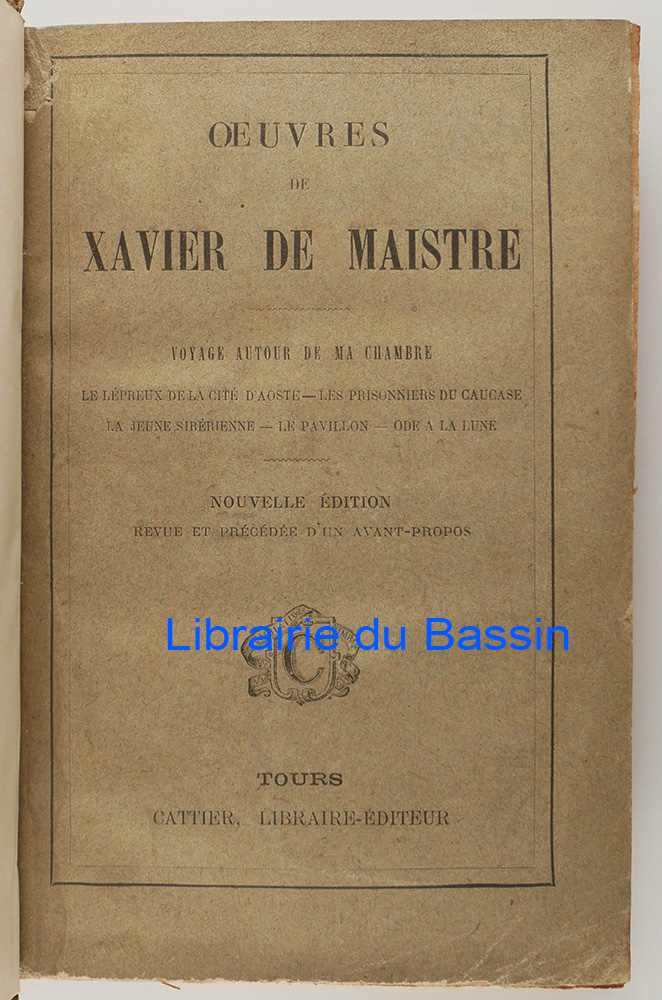 ŒUVRES
DE
XAVIER DE MAISTRE
VOYAGE AUTOUR DE MA CHAMBRE
LE LÉPREUX DE LA CITÉ D'AOSTE — LES PRISONNIERS DU CAUCASE
LA JEUNE SIBÉRIENNE — LE PAVILLON — ODE A LA LUNE
NOUVELLE ÉDITION
REVUE ET PRÉCÉDÉE D'UN AVANT-PROPOS
Librairie du Bassin
C
TOURS
CATTIER, LIBRAIRE-ÉDITEUR